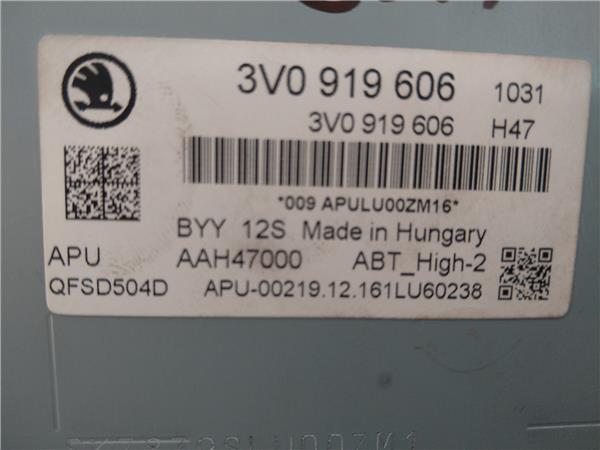 3V0 919 606 1031
3V0 919 606 H47
*009 APULU00ZM16*
BYY 12S Made in Hungary
APU AAH47000 ABT_High-2
QFSD504D APU-00219.12.161LU60238